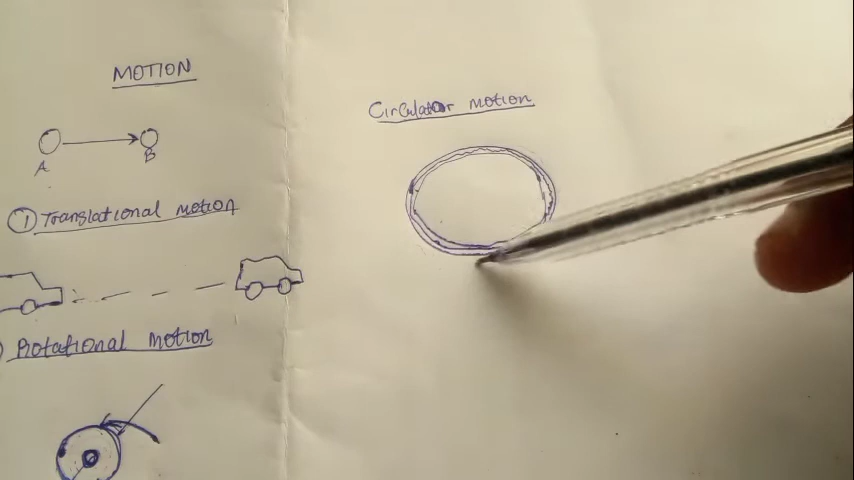 MOTION
A
B
① Translational motion
Rotational motion
Circulator motion